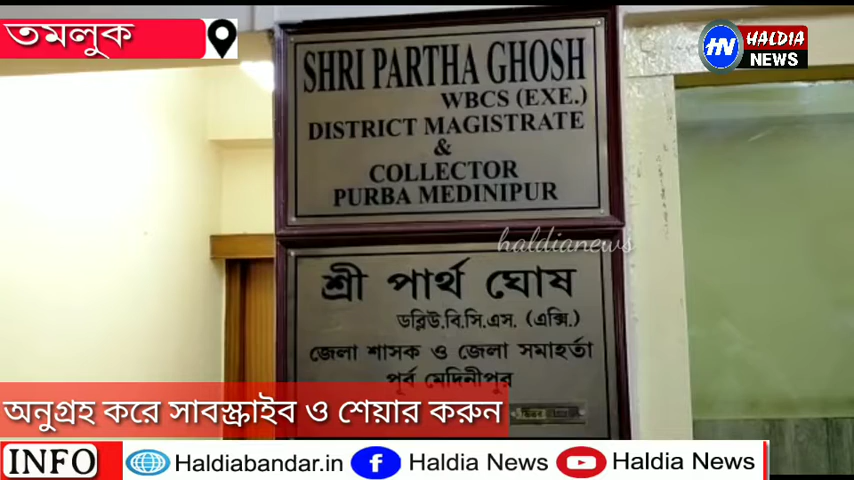 তমলুক
HN HALDIA
NEWS
SHRI PARTHA GHOSH
WBCS (EXE.)
DISTRICT MAGISTRATE
&
COLLECTOR
PURBA MEDINIPUR
haldianews
শ্রী পার্থ ঘোষ
ডব্লিউ.বি.সি.এস. (এক্সি.)
জেলা শাসক ও জেলা সমাহর্তা
পূর্ব মেদিনীপুর
অনুগ্রহ করে সাবস্ক্রাইব ও শেয়ার করুন
INFO Haldiabandar.in f Haldia News Haldia News